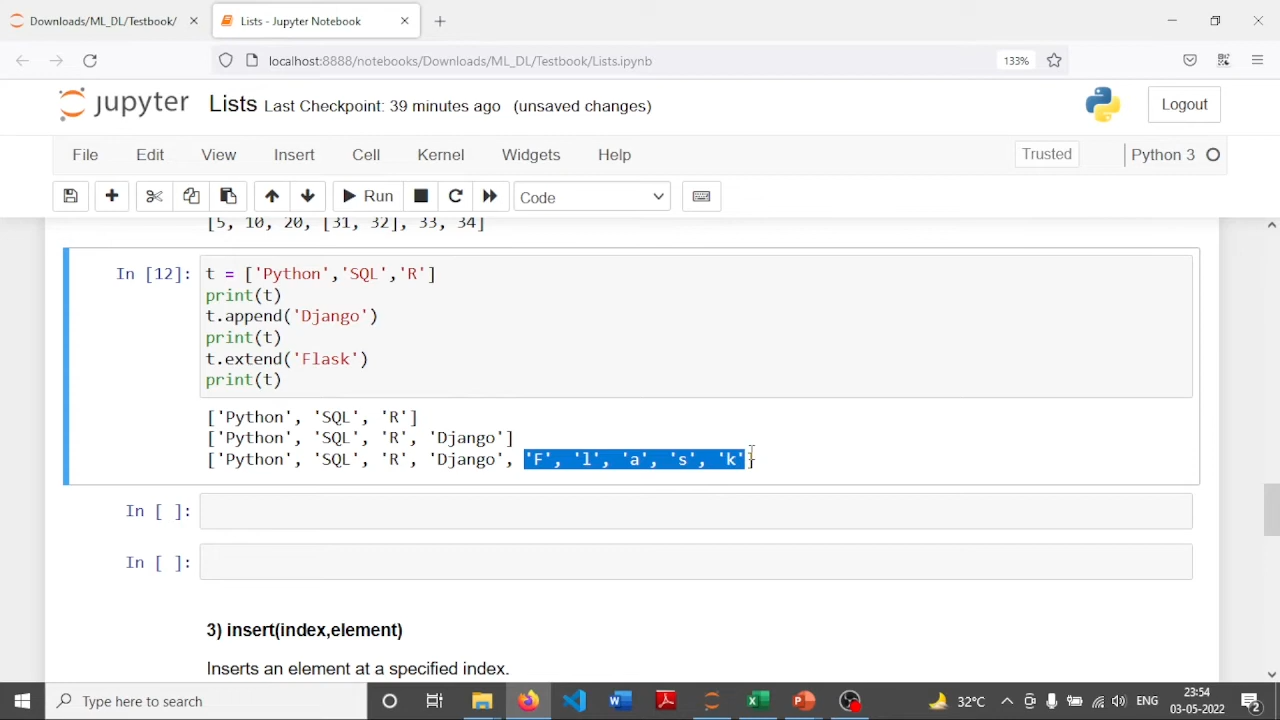 Downloads/ML_DL/Testbook/
Lists - Jupyter Notebook
localhost:8888/notebooks/Downloads/ML_DL/Testbook/Lists.ipynb
133%
jupyter
Lists Last Checkpoint: 39 minutes ago (unsaved changes)
Logout
File Edit View Insert Cell Kernel Widgets Help
Trusted
Python 3
Run
Code
[5, 10, 20, [31, 32], 33, 34]
In [12]:
t = ['Python','SQL','R']
print(t)
t.append('Django')
print(t)
t.extend('Flask')
print(t)
['Python', 'SQL', 'R']
['Python', 'SQL', 'R', 'Django']
['Python', 'SQL', 'R', 'Django', 'F', 'l', 'a', 's', 'k']
In [ ]:
In [ ]:
3) insert(index,element)
Inserts an element at a specified index.
Type here to search
32°C
ENG
23:54
03-05-2022
2